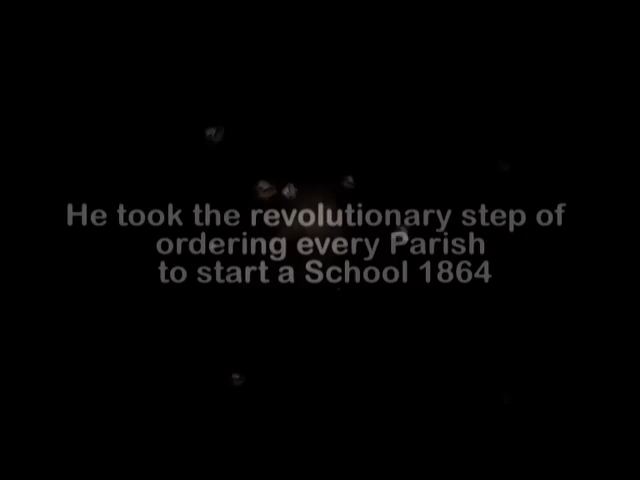 He took the revolutionary step of
ordering every Parish
to start a School 1864